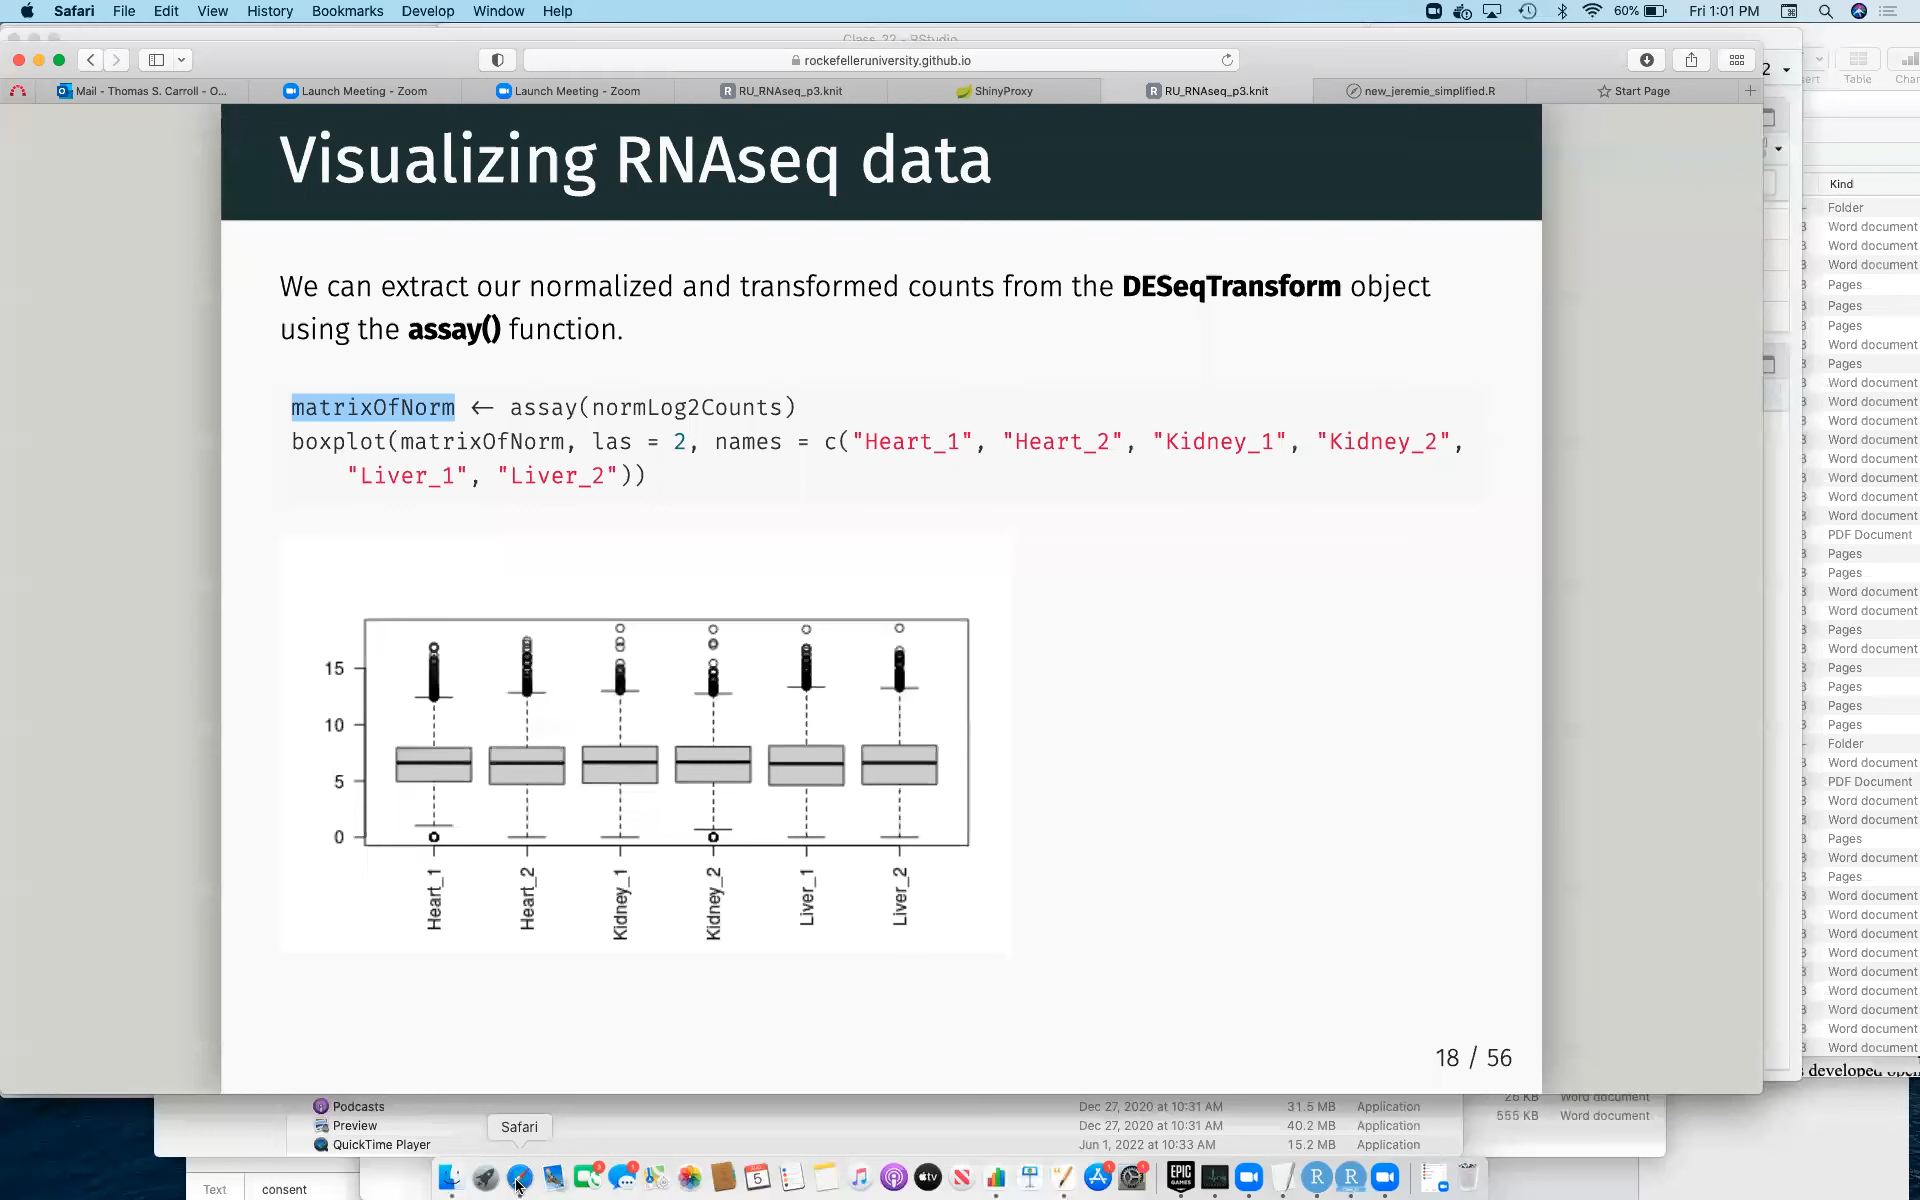 Safari File Edit View History Bookmarks Develop Window Help 60% Fri 1:01 PM
Class_22 - RStudio
rockefelleruniversity.github.io
Mail - Thomas S. Carroll - O... Launch Meeting - Zoom Launch Meeting - Zoom RU_RNAseq_p3.knit ShinyProxy RU_RNAseq_p3.knit new_jeremie_simplified.R Start Page
Table
Visualizing RNAseq data
We can extract our normalized and transformed counts from the DESeqTransform object
using the assay() function.
matrixOfNorm ← assay(normLog2Counts)
boxplot(matrixOfNorm, las = 2, names = c("Heart_1", "Heart_2", "Kidney_1", "Kidney_2",
"Liver_1", "Liver_2"))
15
10
5
0
Heart_1
Heart_2
Kidney_1
Kidney_2
Liver_1
Liver_2
18 / 56
Kind
Folder
Word document
Word document
Word document
Pages
Pages
Pages
Word document
Pages
Word document
Word document
Word document
Word document
Word document
Word document
Word document
Word document
PDF Document
Pages
Pages
Word document
Word document
Pages
Word document
Pages
Pages
Pages
Pages
Folder
Word document
PDF Document
Word document
Word document
Pages
Word document
Pages
Word document
Word document
Word document
Word document
Word document
Word document
Word document
Word document
Word document
developed
Podcasts Dec 27, 2020 at 10:31 AM 31.5 MB Application
Preview Dec 27, 2020 at 10:31 AM 40.2 MB Application
QuickTime Player Jun 1, 2022 at 10:33 AM 15.2 MB Application
Word document
555 KB Word document
Safari
Text consent